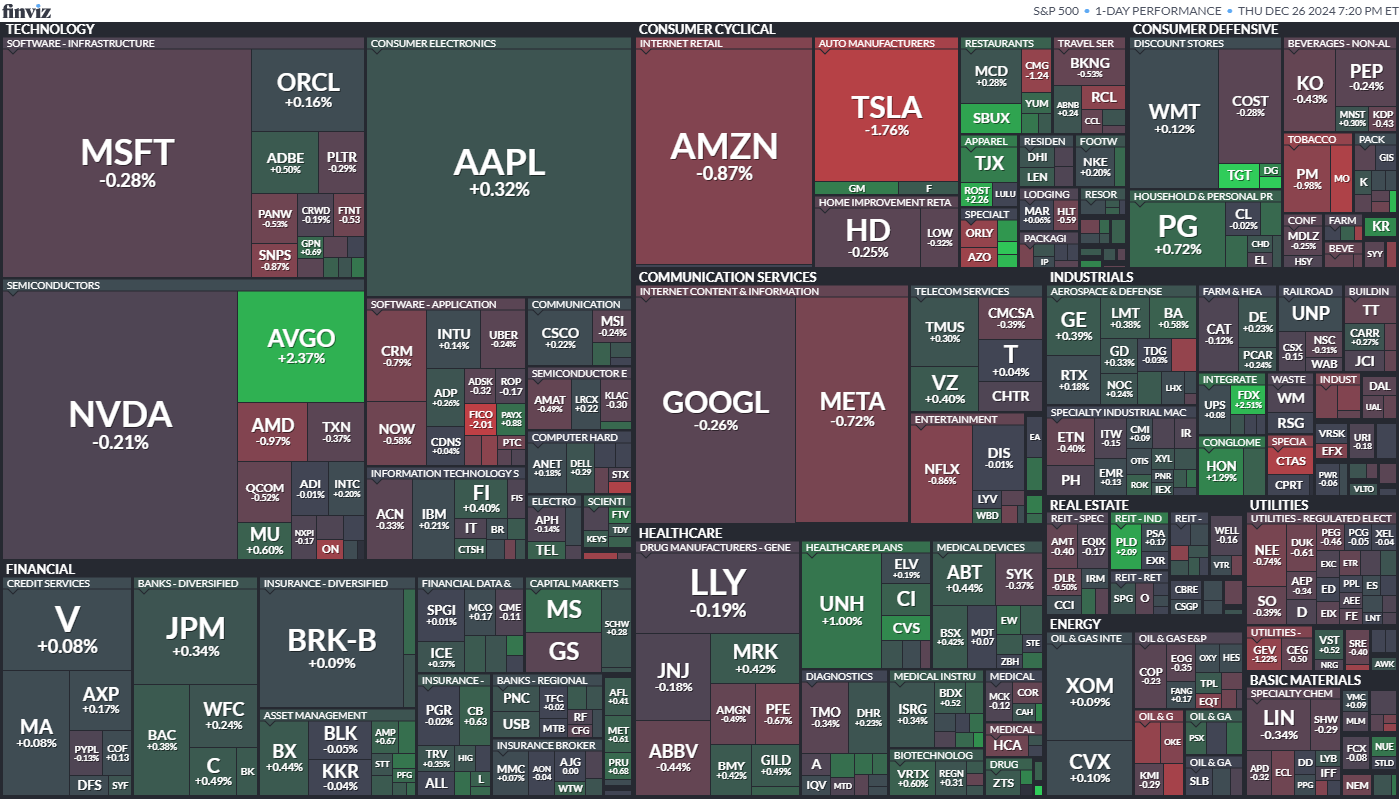 finviz
S&P 500 • 1-DAY PERFORMANCE • THU DEC 26 2024 7:20 PM ET
TECHNOLOGY
SOFTWARE - INFRASTRUCTURE
MSFT
-0.28%
ORCL
+0.16%
ADBE
+0.50%
PLTR
-0.29%
PANW
-0.53%
CRWD
-0.19%
FTNT
-0.53
SNPS
-0.87%
GPN
+0.69
CONSUMER ELECTRONICS
AAPL
+0.32%
SEMICONDUCTORS
NVDA
-0.21%
AVGO
+2.37%
AMD
-0.97%
TXN
-0.37%
QCOM
-0.52%
ADI
-0.01%
INTC
+0.20%
MU
+0.60%
NXPI
-0.17
ON
SOFTWARE - APPLICATION
CRM
-0.79%
INTU
+0.14%
UBER
-0.24%
NOW
-0.58%
ADP
+0.26%
ADSK
-0.32
ROP
-0.17
FICO
-2.01
PAYX
+0.88
CDNS
+0.04%
PTC
COMMUNICATION
CSCO
+0.22%
MSI
-0.24%
SEMICONDUCTOR E
AMAT
-0.49%
LRCX
+0.22
KLAC
-0.30
COMPUTER HARD
ANET
+0.18%
DELL
+0.29
STX
INFORMATION TECHNOLOGY S
ACN
-0.33%
IBM
+0.21%
FI
+0.40%
FIS
IT
BR
CTSH
ELECTRO
APH
-0.14%
TEL
SCIENTI
FTV
TDY
KEYS
CONSUMER CYCLICAL
INTERNET RETAIL
AMZN
-0.87%
AUTO MANUFACTURERS
TSLA
-1.76%
GM
F
HOME IMPROVEMENT RETA
HD
-0.25%
LOW
-0.32%
RESTAURANTS
MCD
+0.28%
CMG
-1.24
SBUX
YUM
TRAVEL SER
BKNG
-0.53%
ABNB
+0.24
RCL
CCL
APPAREL
TJX
ROST
+2.26
LULU
RESIDEN
DHI
LEN
FOOTW
NKE
+0.20%
SPECIALT
ORLY
AZO
LODGING
MAR
+0.06%
HLT
-0.59
RESOR
PACKAGI
IP
CONSUMER DEFENSIVE
DISCOUNT STORES
WMT
+0.12%
COST
-0.28%
TGT
DG
BEVERAGES - NON-AL
KO
-0.43%
PEP
-0.24%
MNST
+0.30%
KDP
-0.43
TOBACCO
PM
-0.98%
MO
PACK
GIS
K
HOUSEHOLD & PERSONAL PR
PG
+0.72%
CL
-0.02%
CHD
EL
CONF
MDLZ
-0.25%
HSY
FARM
BEVE
KR
SYY
COMMUNICATION SERVICES
INTERNET CONTENT & INFORMATION
GOOGL
-0.26%
META
-0.72%
TELECOM SERVICES
TMUS
+0.30%
CMCSA
-0.39%
VZ
+0.40%
T
+0.04%
CHTR
ENTERTAINMENT
NFLX
-0.86%
DIS
-0.01%
LYV
WBD
EA
INDUSTRIALS
AEROSPACE & DEFENSE
GE
+0.39%
LMT
+0.38%
BA
+0.58%
RTX
+0.18%
GD
+0.33%
TDG
-0.03%
NOC
+0.24%
LHX
SPECIALTY INDUSTRIAL MAC
ETN
-0.40%
ITW
-0.15
CMI
+0.09
IR
PH
EMR
+0.13
OTIS
XYL
ROK
PNR
IEX
FARM & HEA
CAT
-0.12%
DE
+0.23%
PCAR
+0.24%
RAILROAD
UNP
CSX
-0.15
NSC
-0.31%
WAB
BUILDIN
TT
CARR
+0.27%
JCI
INTEGRATE
UPS
+0.08
FDX
+2.51%
WASTE
WM
RSG
INDUST
DAL
UAL
CONGLOME
HON
+1.29%
SPECIA
CTAS
CPRT
VRSK
EFX
URI
-0.18
PWR
-0.06
VLTO
HEALTHCARE
DRUG MANUFACTURERS - GENE
LLY
-0.19%
JNJ
-0.18%
MRK
+0.42%
ABBV
-0.44%
AMGN
-0.49%
PFE
-0.67%
BMY
+0.42%
GILD
+0.49%
HEALTHCARE PLANS
UNH
+1.00%
ELV
+0.19%
CI
CVS
MEDICAL DEVICES
ABT
+0.44%
SYK
-0.37%
BSX
+0.42%
MDT
+0.07
EW
STE
ZBH
DIAGNOSTICS
TMO
-0.34%
DHR
+0.23%
A
IQV
MTD
MEDICAL INSTRU
ISRG
+0.34%
BDX
+0.52
MEDICAL
MCK
-0.12
COR
CAH
MEDICAL
HCA
BIOTECHNOLOG
VRTX
+0.60%
REGN
+0.31
DRUG
ZTS
REAL ESTATE
REIT - SPEC
AMT
-0.40
EQIX
-0.17
DLR
-0.50%
IRM
CCI
REIT - IND
PLD
+2.09
PSA
+0.17
EXR
REIT - RET
SPG
O
REIT -
WELL
-0.16
VTR
CBRE
CSGP
UTILITIES
UTILITIES - REGULATED ELECT
NEE
-0.74%
DUK
-0.61
PEG
-0.46
PCG
-0.05
XEL
-0.04
EXC
ETR
SO
-0.39%
AEP
-0.34
ED
PPL
ES
D
AEE
EIX
FE
LNT
UTILITIES -
GEV
-1.22%
CEG
-0.50
VST
+0.52
NRG
SRE
-0.40
AWK
ENERGY
OIL & GAS INTE
XOM
+0.09%
CVX
+0.10%
OIL & GAS E&P
COP
-0.23
EOG
-0.35
OXY
HES
FANG
+0.17
TPL
EQT
OIL & G
OKE
KMI
-0.29
OIL & GA
PSX
OIL & GA
SLB
BASIC MATERIALS
SPECIALTY CHEM
LIN
-0.34%
SHW
-0.29
APD
-0.32
ECL
DD
LYB
IFF
PPG
VMC
+0.09
MLM
FCX
-0.08
NUE
STLD
NEM
FINANCIAL
CREDIT SERVICES
V
+0.08%
MA
+0.08%
AXP
+0.17%
PYPL
-0.13%
COF
+0.13
DFS
SYF
BANKS - DIVERSIFIED
JPM
+0.34%
BAC
+0.38%
WFC
+0.24%
C
+0.49%
BK
INSURANCE - DIVERSIFIED
BRK-B
+0.09%
ASSET MANAGEMENT
BX
+0.44%
BLK
-0.05%
KKR
-0.04%
AMP
+0.67
STT
PFG
FINANCIAL DATA &
SPGI
+0.01%
MCO
+0.17
CME
-0.11
ICE
+0.37%
CAPITAL MARKETS
MS
GS
SCHW
+0.28
INSURANCE -
PGR
-0.02%
CB
+0.63
TRV
+0.35%
HIG
ALL
L
BANKS - REGIONAL
PNC
TFC
+0.02
USB
RF
MTB
CFG
INSURANCE BROKER
MMC
+0.07%
AON
-0.04
AJG
0.00
WTW
AFL
+0.41
MET
+0.61
PRU
+0.68